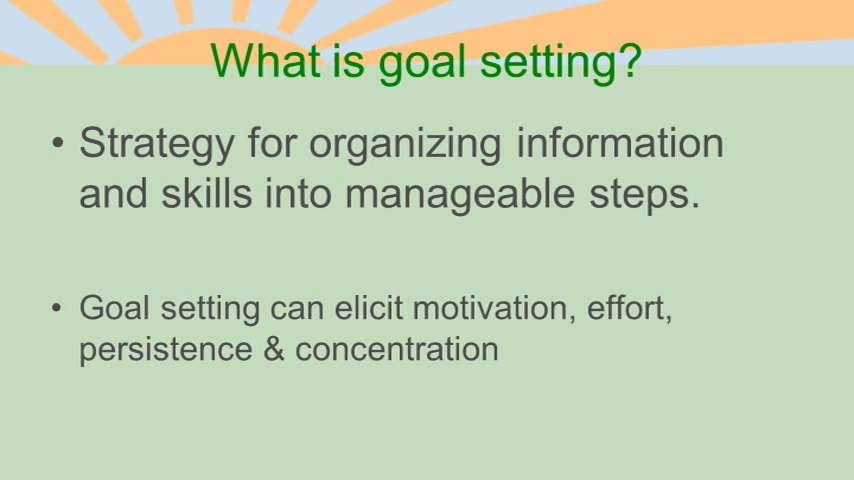 What is goal setting?
• Strategy for organizing information
and skills into manageable steps.
• Goal setting can elicit motivation, effort,
persistence & concentration